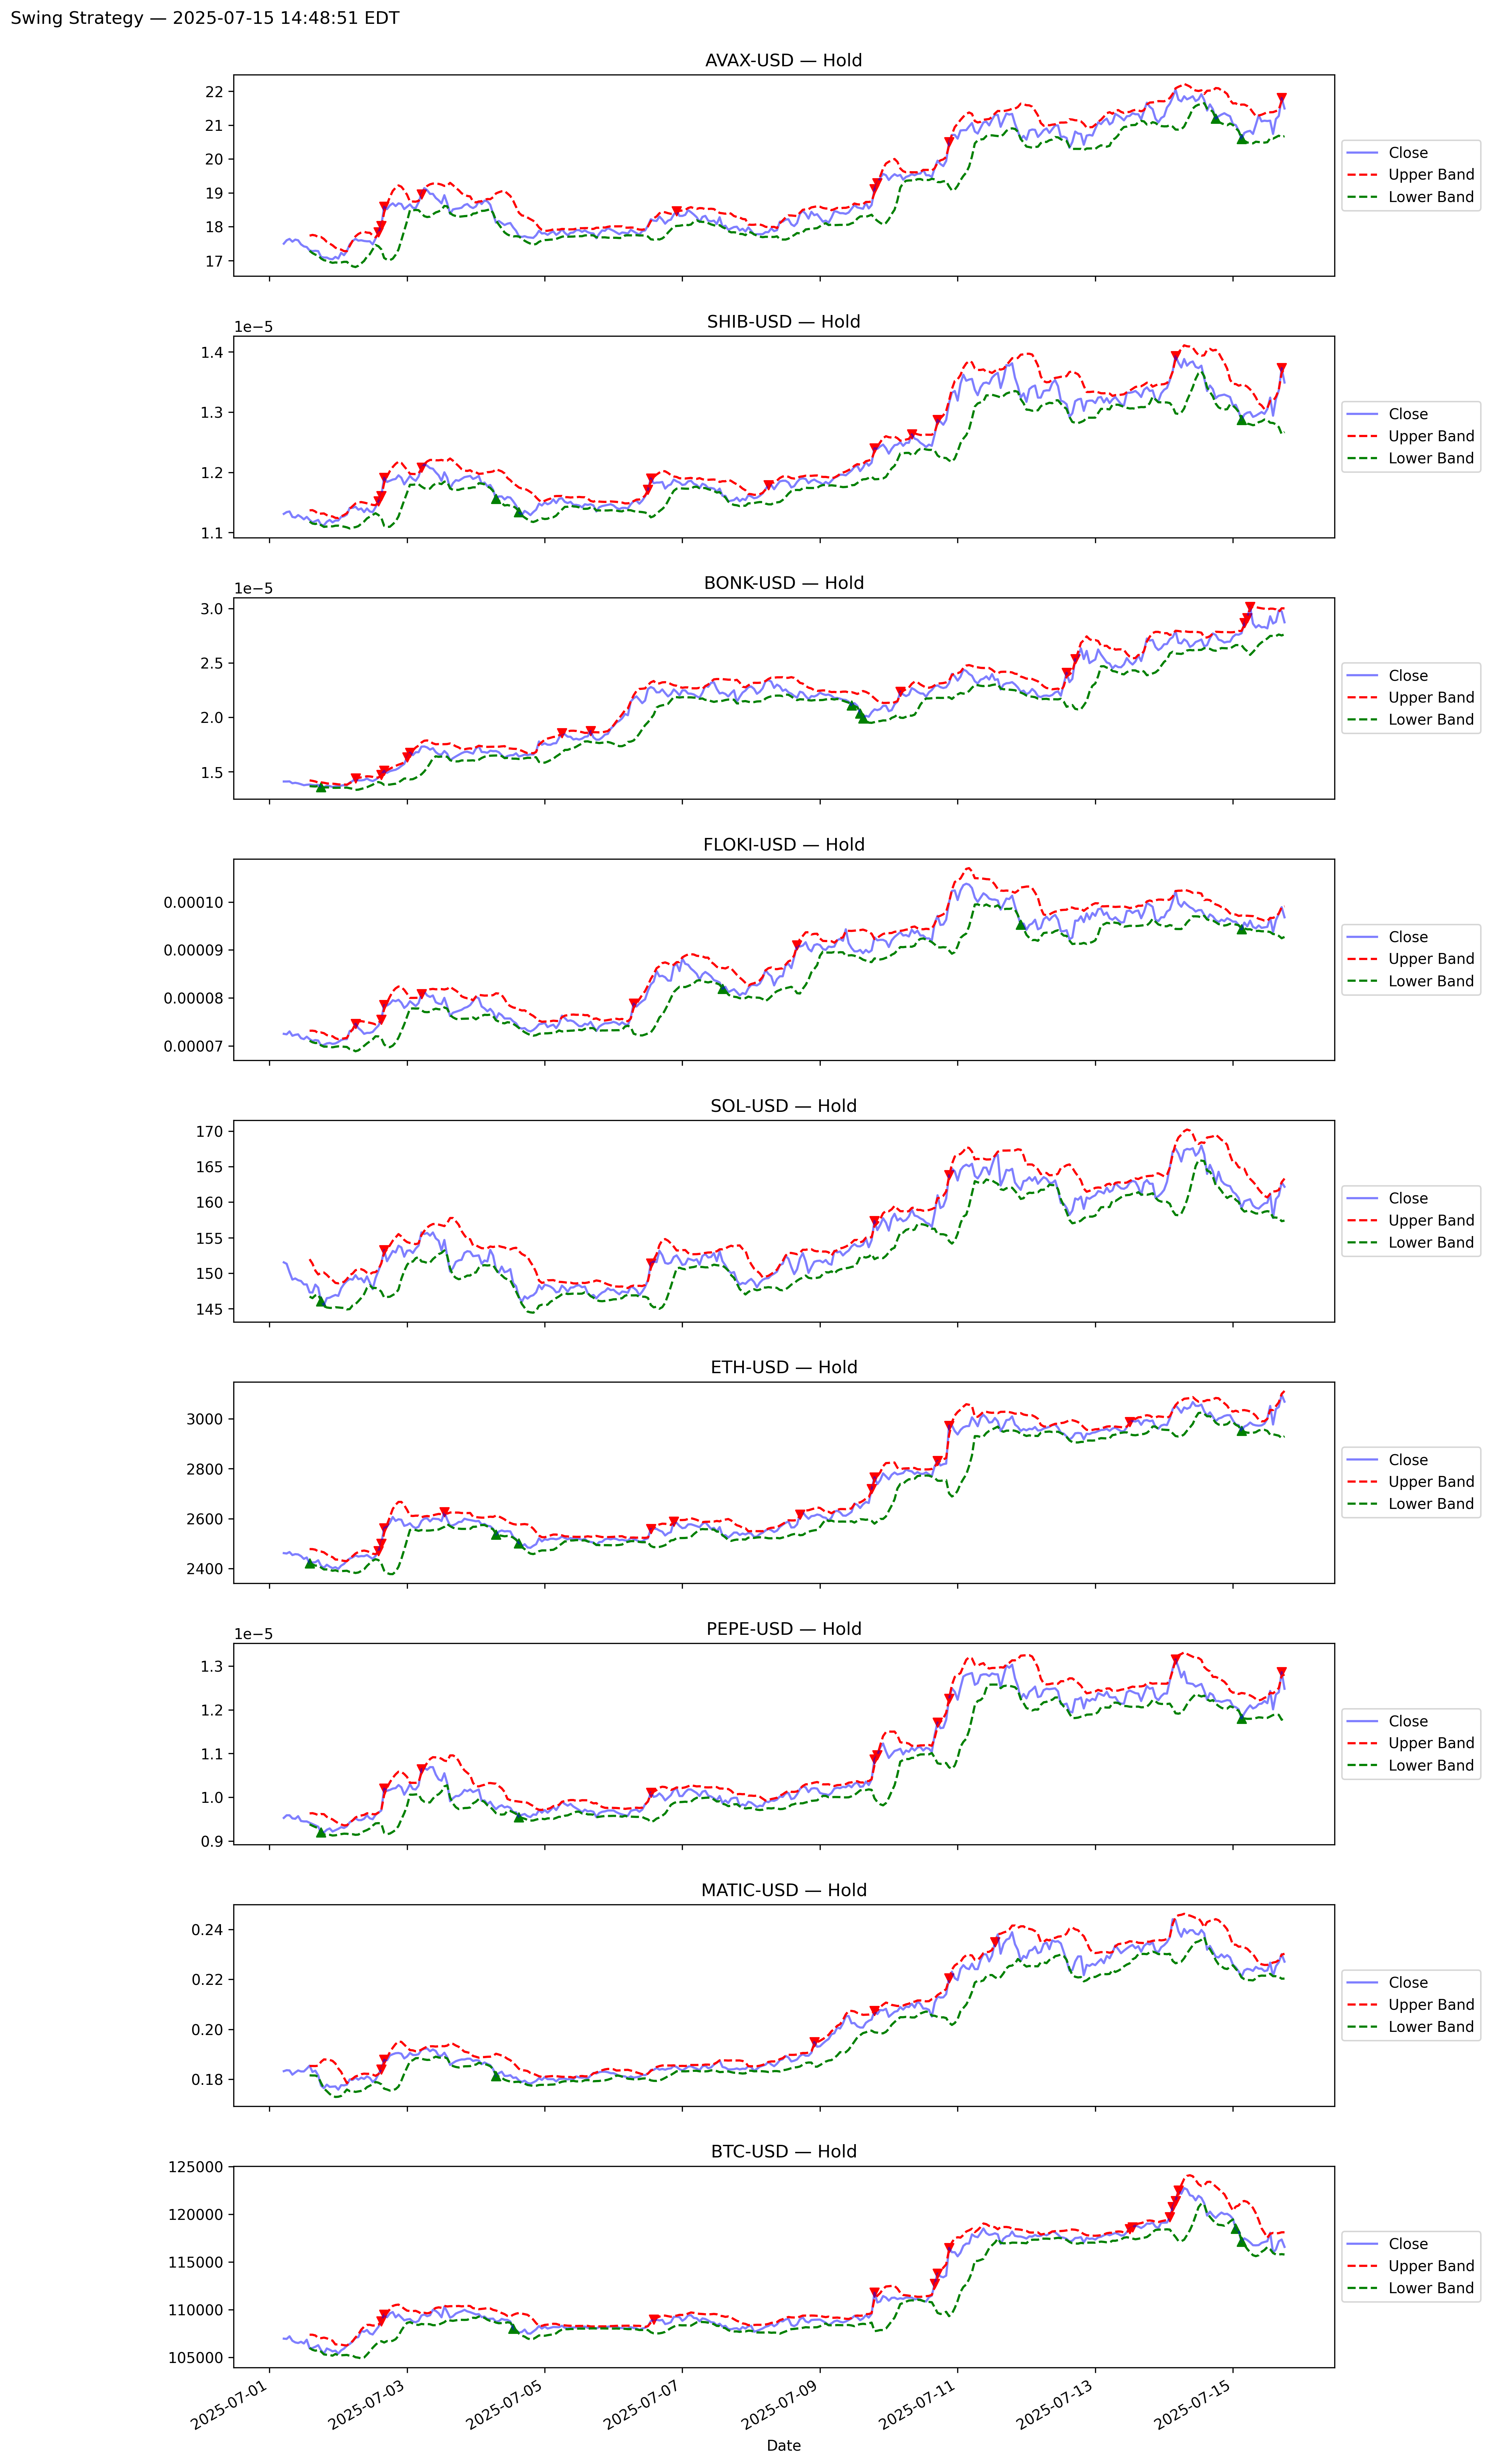 Swing Strategy — 2025-07-15 14:48:51 EDT
AVAX-USD — Hold
22
21
20
19
18
17
Close
Upper Band
Lower Band
SHIB-USD — Hold
1e−5
1.4
1.3
1.2
1.1
Close
Upper Band
Lower Band
BONK-USD — Hold
1e−5
3.0
2.5
2.0
1.5
Close
Upper Band
Lower Band
FLOKI-USD — Hold
0.00010
0.00009
0.00008
0.00007
Close
Upper Band
Lower Band
SOL-USD — Hold
170
165
160
155
150
145
Close
Upper Band
Lower Band
ETH-USD — Hold
3000
2800
2600
2400
Close
Upper Band
Lower Band
PEPE-USD — Hold
1e−5
1.3
1.2
1.1
1.0
0.9
Close
Upper Band
Lower Band
MATIC-USD — Hold
0.24
0.22
0.20
0.18
Close
Upper Band
Lower Band
BTC-USD — Hold
125000
120000
115000
110000
105000
Close
Upper Band
Lower Band
2025-07-01
2025-07-03
2025-07-05
2025-07-07
2025-07-09
2025-07-11
2025-07-13
2025-07-15
Date